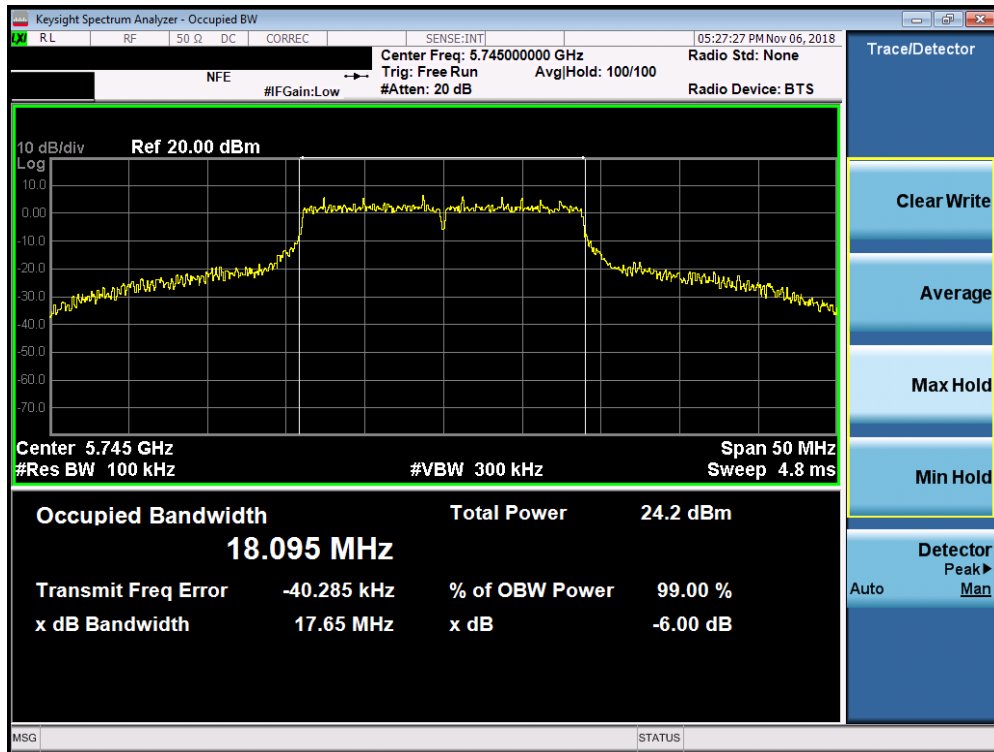 Keysight Spectrum Analyzer - Occupied BW
LXI RL RF 50 Ω DC CORREC SENSE:INT 05:27:27 PM Nov 06, 2018
Center Freq: 5.745000000 GHz Radio Std: None
NFE Trig: Free Run Avg|Hold: 100/100
#IFGain:Low #Atten: 20 dB Radio Device: BTS
10 dB/div Ref 20.00 dBm
Log
10.0
0.00
-10.0
-20.0
-30.0
-40.0
-50.0
-60.0
-70.0
Center 5.745 GHz Span 50 MHz
#Res BW 100 kHz #VBW 300 kHz Sweep 4.8 ms
Occupied Bandwidth Total Power 24.2 dBm
18.095 MHz
Transmit Freq Error -40.285 kHz % of OBW Power 99.00 %
x dB Bandwidth 17.65 MHz x dB -6.00 dB
MSG STATUS
Trace/Detector
Clear Write
Average
Max Hold
Min Hold
Detector
Peak▶
Auto Man